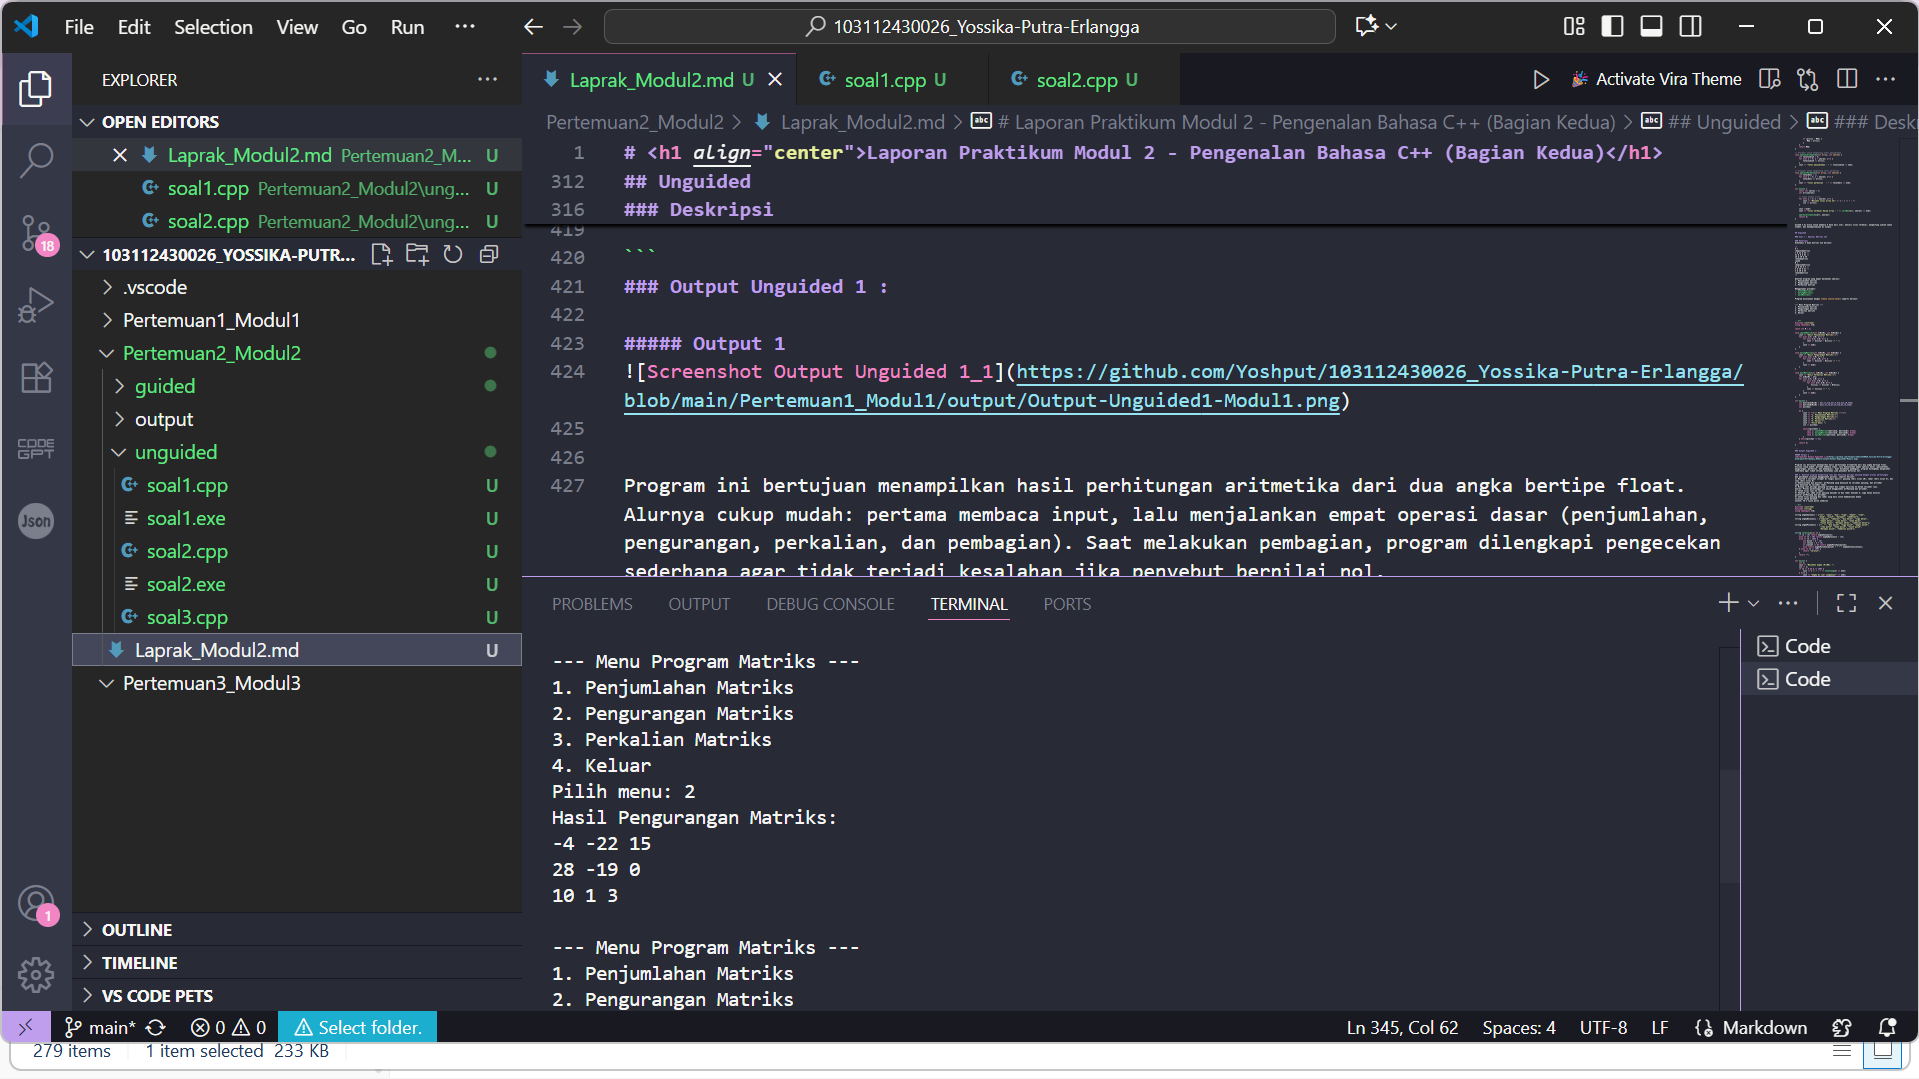 File Edit Selection View Go Run ···
103112430026_Yossika-Putra-Erlangga
EXPLORER
Laprak_Modul2.md U
soal1.cpp U
soal2.cpp U
Activate Vira Theme
OPEN EDITORS
Pertemuan2_Modul2 > Laprak_Modul2.md > # Laporan Praktikum Modul 2 - Pengenalan Bahasa C++ (Bagian Kedua) > ## Unguided > ### Desk
Laprak_Modul2.md Pertemuan2_M... U
soal1.cpp Pertemuan2_Modul2\ung... U
soal2.cpp Pertemuan2_Modul2\ung... U
103112430026_YOSSIKA-PUTR...
.vscode
Pertemuan1_Modul1
Pertemuan2_Modul2
guided
output
unguided
soal1.cpp U
soal1.exe U
soal2.cpp U
soal2.exe U
soal3.cpp U
Laprak_Modul2.md U
Pertemuan3_Modul3
OUTLINE
TIMELINE
VS CODE PETS
18
CODE GPT
Json
1
1 # <h1 align="center">Laporan Praktikum Modul 2 - Pengenalan Bahasa C++ (Bagian Kedua)</h1>
312 ## Unguided
316 ### Deskripsi
419
420 ```
421 ### Output Unguided 1 :
422
423 ##### Output 1
424 ![Screenshot Output Unguided 1_1](https://github.com/Yoshput/103112430026_Yossika-Putra-Erlangga/
blob/main/Pertemuan1_Modul1/output/Output-Unguided1-Modul1.png)
425
426
427 Program ini bertujuan menampilkan hasil perhitungan aritmetika dari dua angka bertipe float.
Alurnya cukup mudah: pertama membaca input, lalu menjalankan empat operasi dasar (penjumlahan,
pengurangan, perkalian, dan pembagian). Saat melakukan pembagian, program dilengkapi pengecekan
sederhana agar tidak terjadi kesalahan jika penyebut bernilai nol.
PROBLEMS OUTPUT DEBUG CONSOLE TERMINAL PORTS
--- Menu Program Matriks ---
1. Penjumlahan Matriks
2. Pengurangan Matriks
3. Perkalian Matriks
4. Keluar
Pilih menu: 2
Hasil Pengurangan Matriks:
-4 -22 15
28 -19 0
10 1 3
--- Menu Program Matriks ---
1. Penjumlahan Matriks
2. Pengurangan Matriks
Code
Code
main* 0 0 Select folder.
Ln 345, Col 62 Spaces: 4 UTF-8 LF Markdown
279 items 1 item selected 233 KB